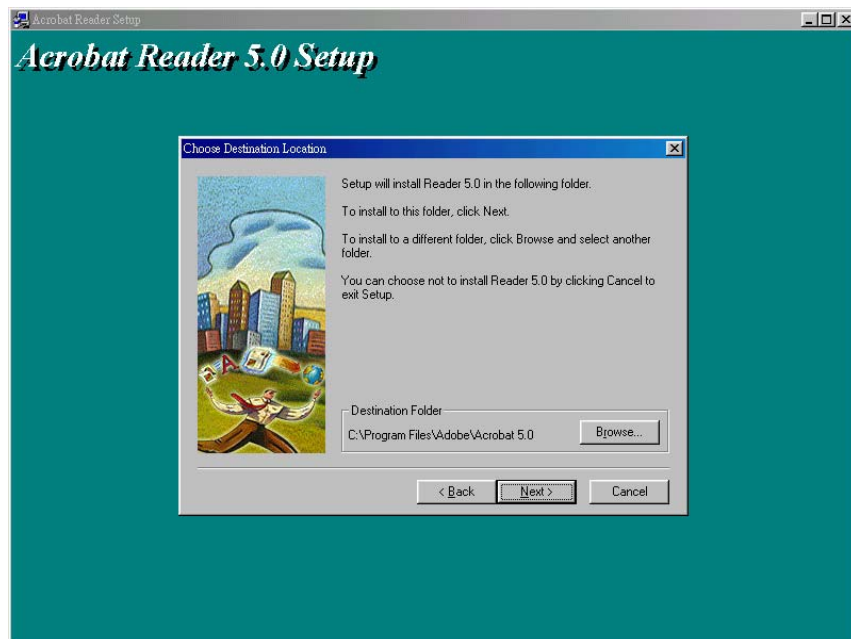 Acrobat Reader Setup
Acrobat Reader 5.0 Setup
Choose Destination Location
Setup will install Reader 5.0 in the following folder.
To install to this folder, click Next.
To install to a different folder, click Browse and select another
folder.
You can choose not to install Reader 5.0 by clicking Cancel to
exit Setup.
Destination Folder
C:\Program Files\Adobe\Acrobat 5.0
Browse...
< Back
Next >
Cancel